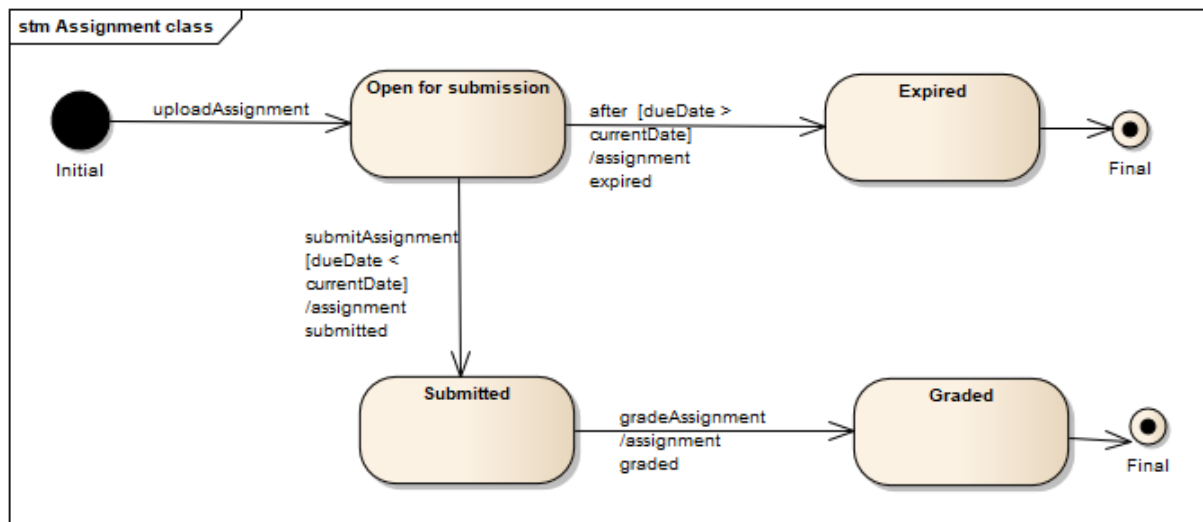 stm Assignment class
Initial
uploadAssignment
Open for submission
after  [dueDate >
currentDate]
/assignment
expired
Expired
Final
submitAssignment
[dueDate <
currentDate]
/assignment
submitted
Submitted
gradeAssignment
/assignment
graded
Graded
Final